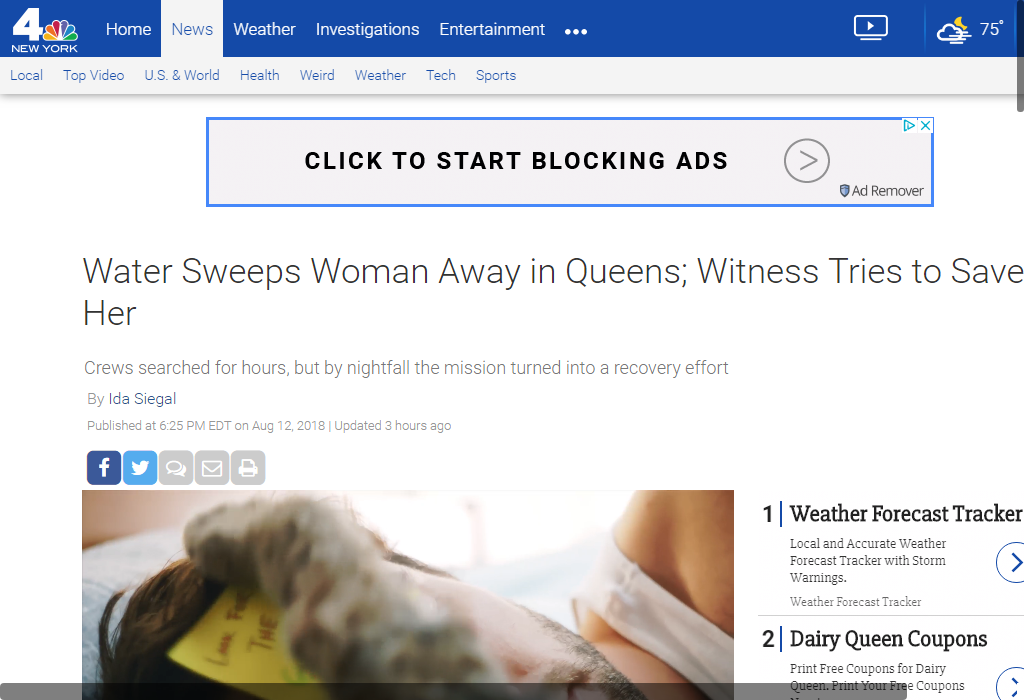 4
NEW YORK
Home News Weather Investigations Entertainment
75°
Local Top Video U.S. & World Health Weird Weather Tech Sports
CLICK TO START BLOCKING ADS
Ad Remover
Water Sweeps Woman Away in Queens; Witness Tries to Save
Her
Crews searched for hours, but by nightfall the mission turned into a recovery effort
By Ida Siegal
Published at 6:25 PM EDT on Aug 12, 2018 | Updated 3 hours ago
1 Weather Forecast Tracker
Local and Accurate Weather
Forecast Tracker with Storm
Warnings.
Weather Forecast Tracker
2 Dairy Queen Coupons
Print Free Coupons for Dairy
Queen. Print Your Free Coupons